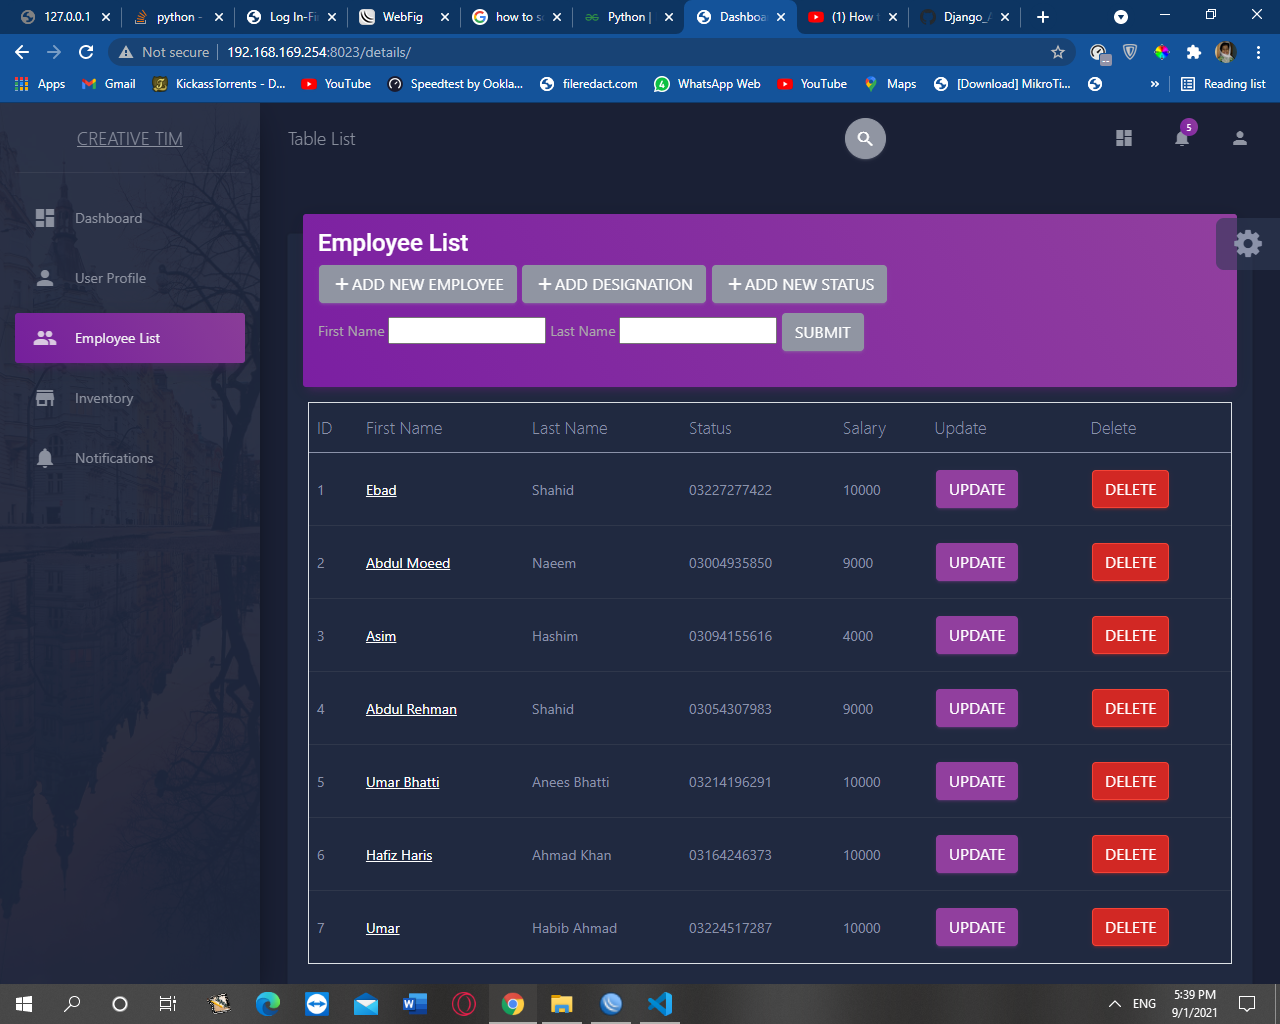 127.0.0.1
python -
Log In-Fi
WebFig
how to s
Python |
Dashboa
(1) How t
Django_
Not secure
192.168.169.254:8023/details/
Apps
Gmail
KickassTorrents - D...
YouTube
Speedtest by Ookla...
fileredact.com
WhatsApp Web
YouTube
Maps
[Download] MikroTi...
»
Reading list
CREATIVE TIM
Table List
5
Dashboard
User Profile
Employee List
Inventory
Notifications
Employee List
+ ADD NEW EMPLOYEE
+ ADD DESIGNATION
+ ADD NEW STATUS
First Name
Last Name
SUBMIT
ID First Name Last Name Status Salary Update Delete
1 Ebad Shahid 03227277422 10000 UPDATE DELETE
2 Abdul Moeed Naeem 03004935850 9000 UPDATE DELETE
3 Asim Hashim 03094155616 4000 UPDATE DELETE
4 Abdul Rehman Shahid 03054307983 9000 UPDATE DELETE
5 Umar Bhatti Anees Bhatti 03214196291 10000 UPDATE DELETE
6 Hafiz Haris Ahmad Khan 03164246373 10000 UPDATE DELETE
7 Umar Habib Ahmad 03224517287 10000 UPDATE DELETE
ENG
5:39 PM
9/1/2021